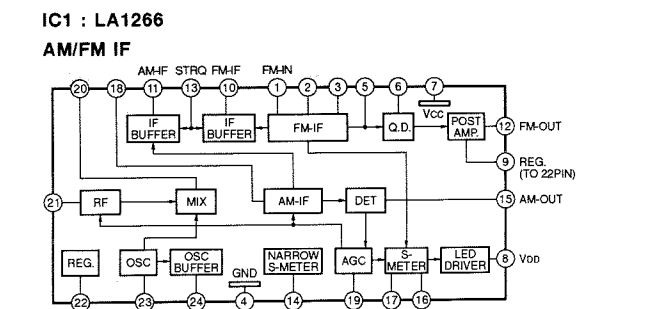 IC1 : LA1266
AM/FM IF
AM-IF STRQ FM-IF FM-IN
20 18 11 13 10 1 2 3 5 6 7
IF BUFFER
IF BUFFER
FM-IF
Q.D.
VCC
POST AMP.
12 FM-OUT
9 REG. (TO 22PIN)
21 RF MIX AM-IF DET 15 AM-OUT
REG.
OSC
OSC BUFFER
GND
NARROW S-METER
AGC
S-METER
LED DRIVER
8 VDD
22 23 24 4 14 19 17 16